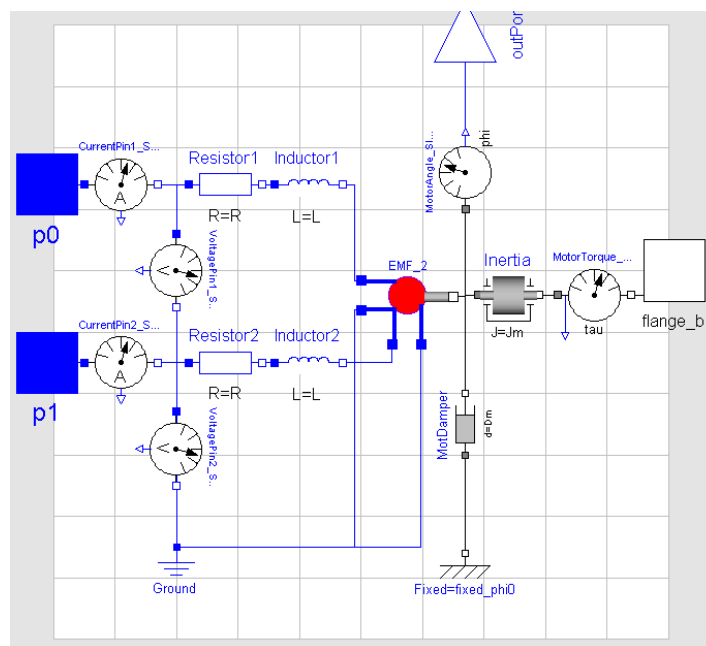 outPor
phi
MotorAngle_SI...
CurrentPin1_S...
A
Resistor1
Inductor1
R=R
L=L
p0
VoltagePin1_S...
V
EMF_2
Inertia
MotorTorque_...
J=Jm
tau
flange_b
CurrentPin2_S...
A
Resistor2
Inductor2
R=R
L=L
p1
VoltagePin2_S...
V
MotDamper
d=Dm
Ground
Fixed=fixed_phi0